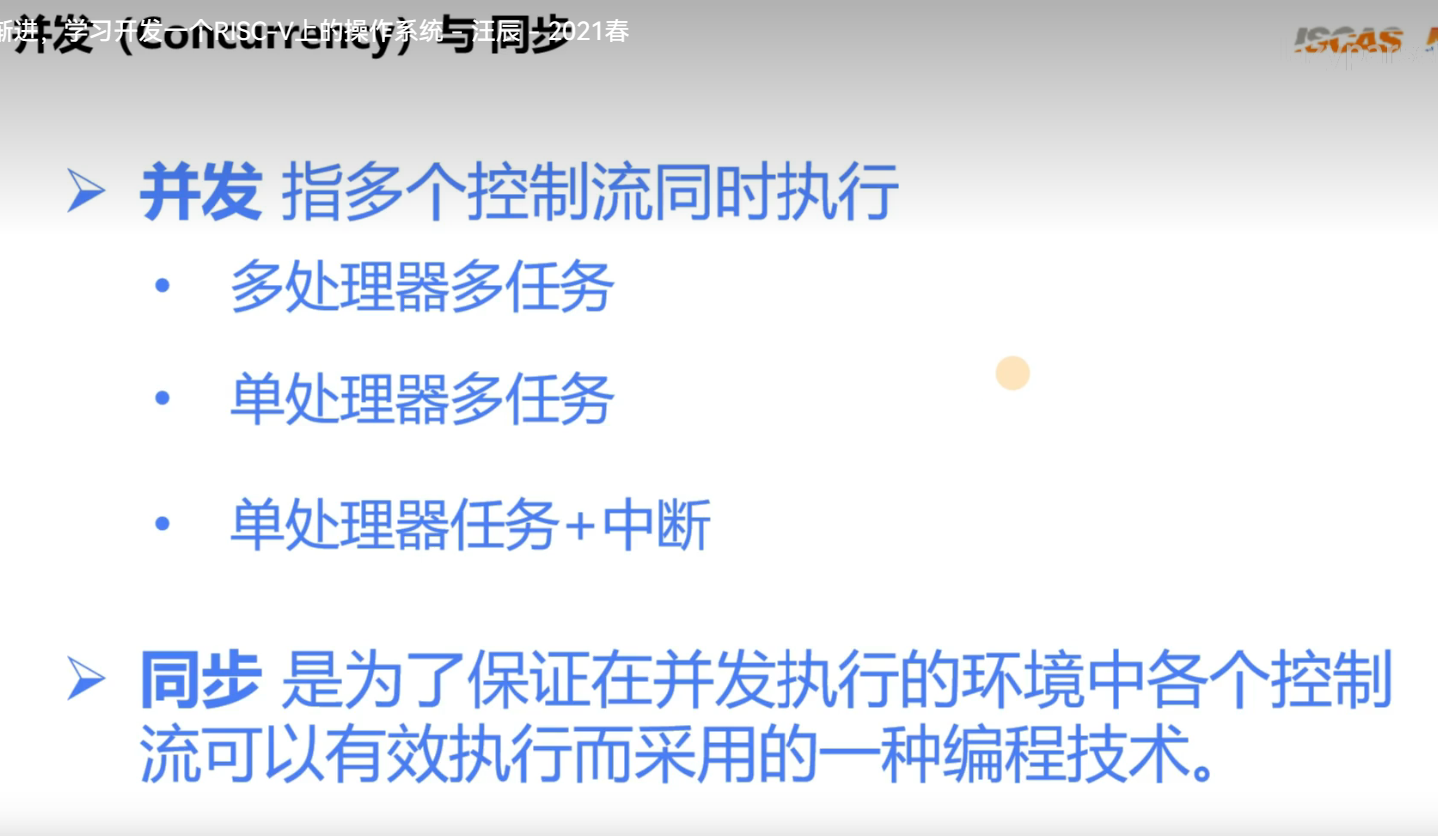 渐进，学习开发一个RISC-V上的操作系统 - 汪辰 - 2021春
并发（Concurrency）与同步
ISCAS
并发 指多个控制流同时执行
• 多处理器多任务
• 单处理器多任务
• 单处理器任务+中断
同步 是为了保证在并发执行的环境中各个控制
流可以有效执行而采用的一种编程技术。